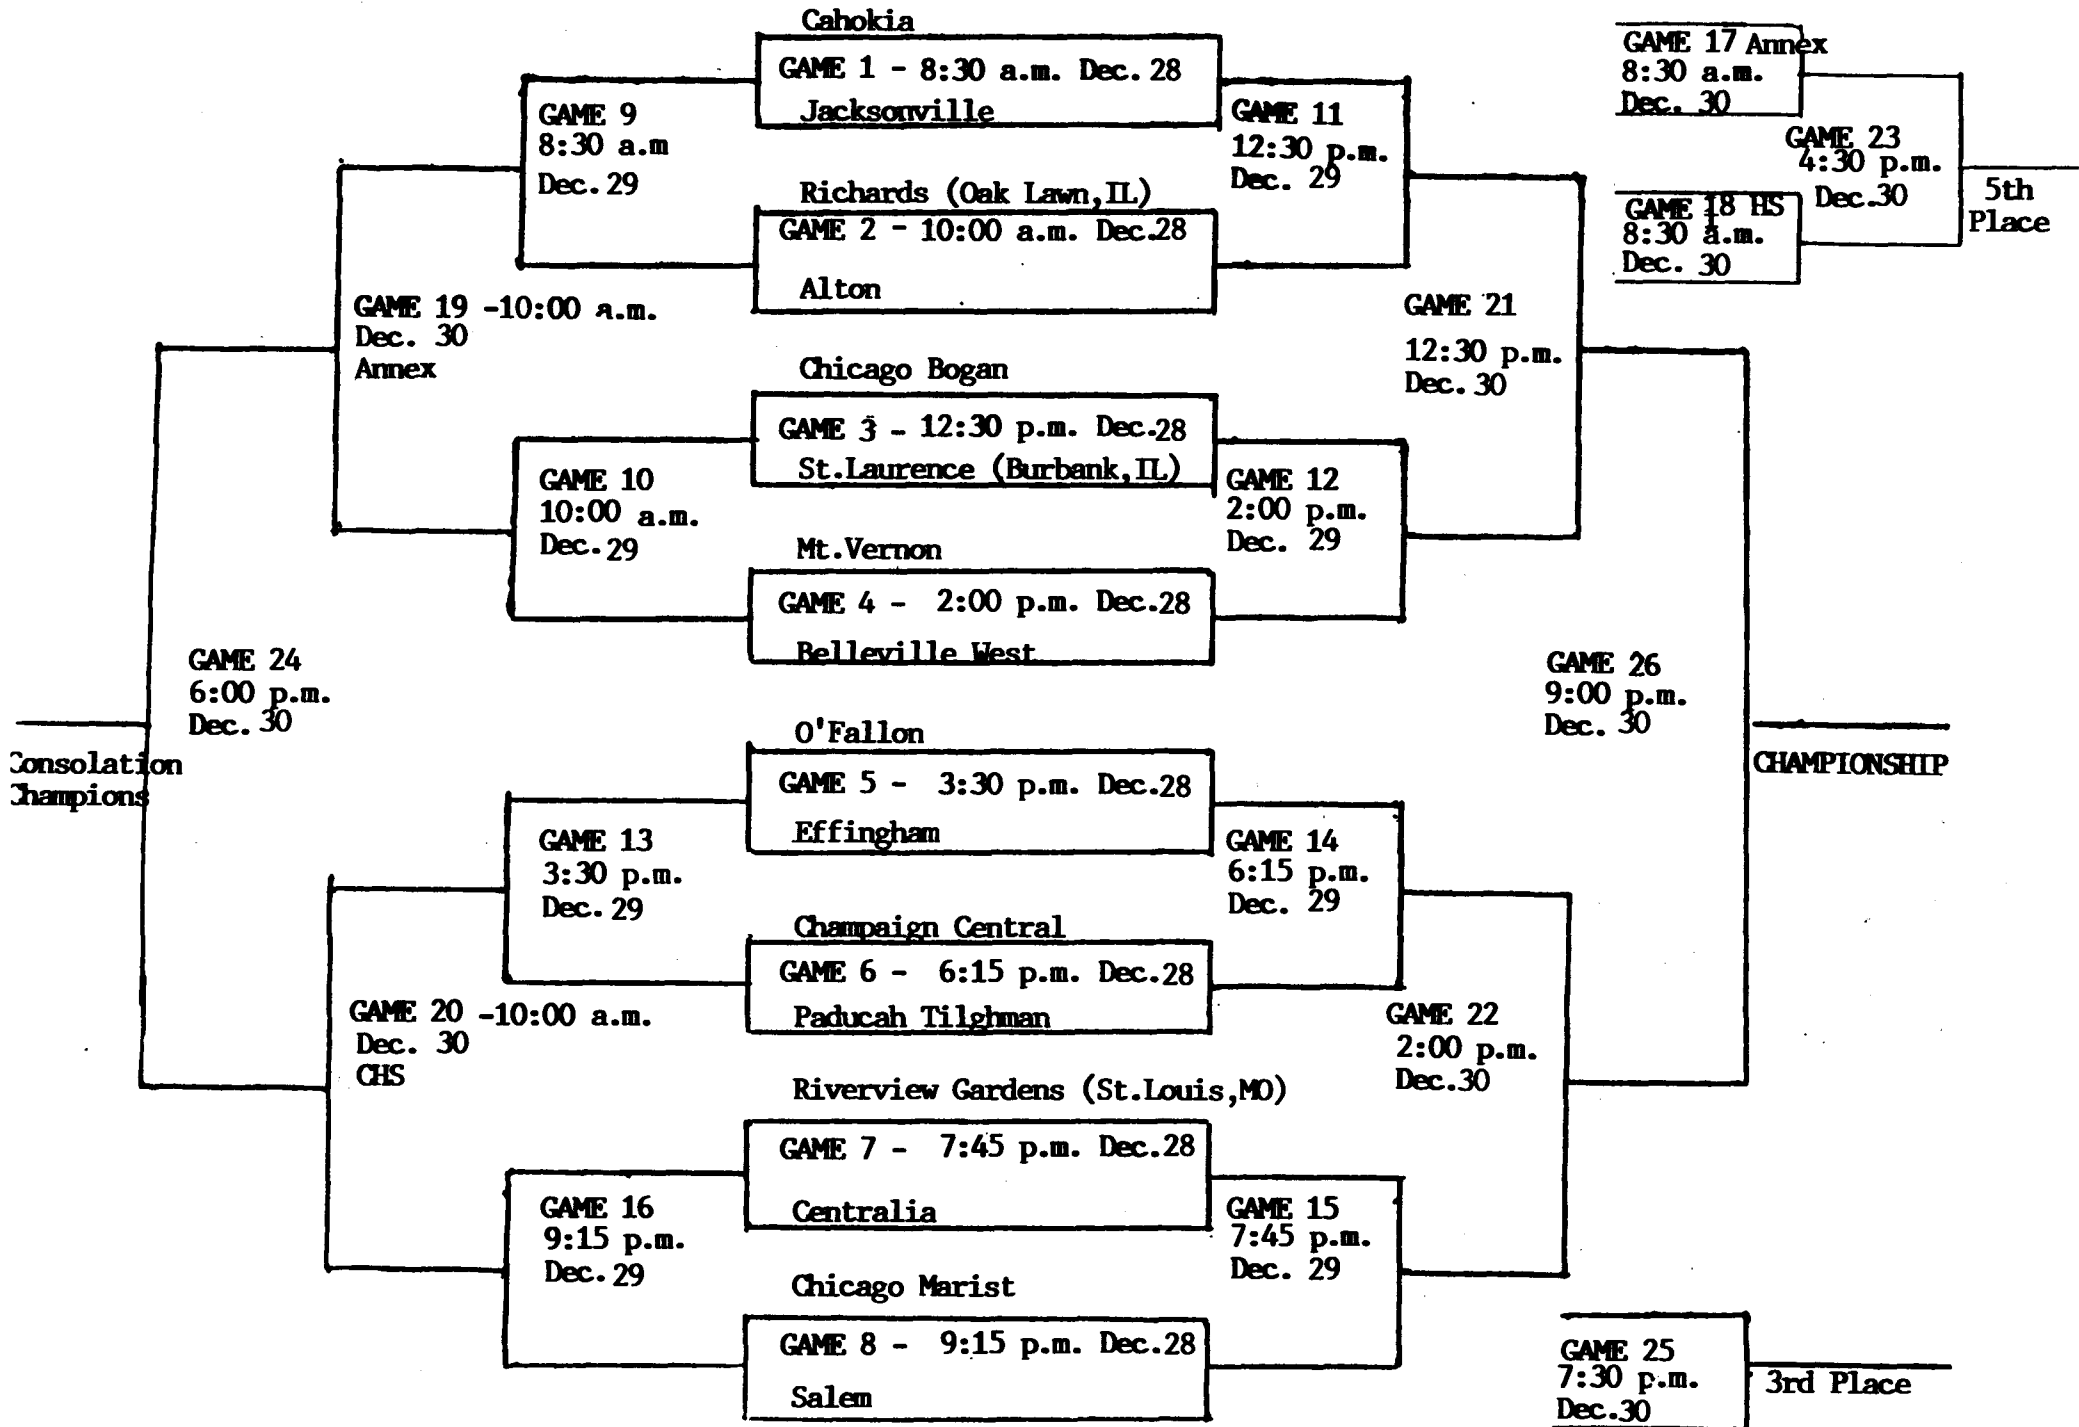 Cahokia
GAME 1 - 8:30 a.m. Dec. 28
Jacksonville
GAME 9
8:30 a.m
Dec. 29
GAME 11
12:30 p.m.
Dec. 29
Richards (Oak Lawn,IL)
GAME 2 - 10:00 a.m. Dec.28
Alton
GAME 17 Annex
8:30 a.m.
Dec. 30
GAME 23
4:30 p.m.
Dec.30
GAME 18 HS
8:30 a.m.
Dec. 30
5th
Place
GAME 19 -10:00 a.m.
Dec. 30
Annex
GAME 21
12:30 p.m.
Dec. 30
Chicago Bogan
GAME 3 - 12:30 p.m. Dec.28
St.Laurence (Burbank,IL)
GAME 10
10:00 a.m.
Dec.29
GAME 12
2:00 p.m.
Dec. 29
Mt.Vernon
GAME 4 - 2:00 p.m. Dec.28
Belleville West
GAME 24
6:00 p.m.
Dec. 30
GAME 26
9:00 p.m.
Dec. 30
Consolation
Champions
CHAMPIONSHIP
O'Fallon
GAME 5 - 3:30 p.m. Dec.28
Effingham
GAME 13
3:30 p.m.
Dec. 29
GAME 14
6:15 p.m.
Dec. 29
Champaign Central
GAME 6 - 6:15 p.m. Dec.28
Paducah Tilghman
GAME 20 -10:00 a.m.
Dec. 30
CHS
GAME 22
2:00 p.m.
Dec.30
Riverview Gardens (St.Louis,MO)
GAME 7 - 7:45 p.m. Dec.28
Centralia
GAME 16
9:15 p.m.
Dec. 29
GAME 15
7:45 p.m.
Dec. 29
Chicago Marist
GAME 8 - 9:15 p.m. Dec.28
Salem
GAME 25
7:30 p.m.
Dec.30
3rd Place